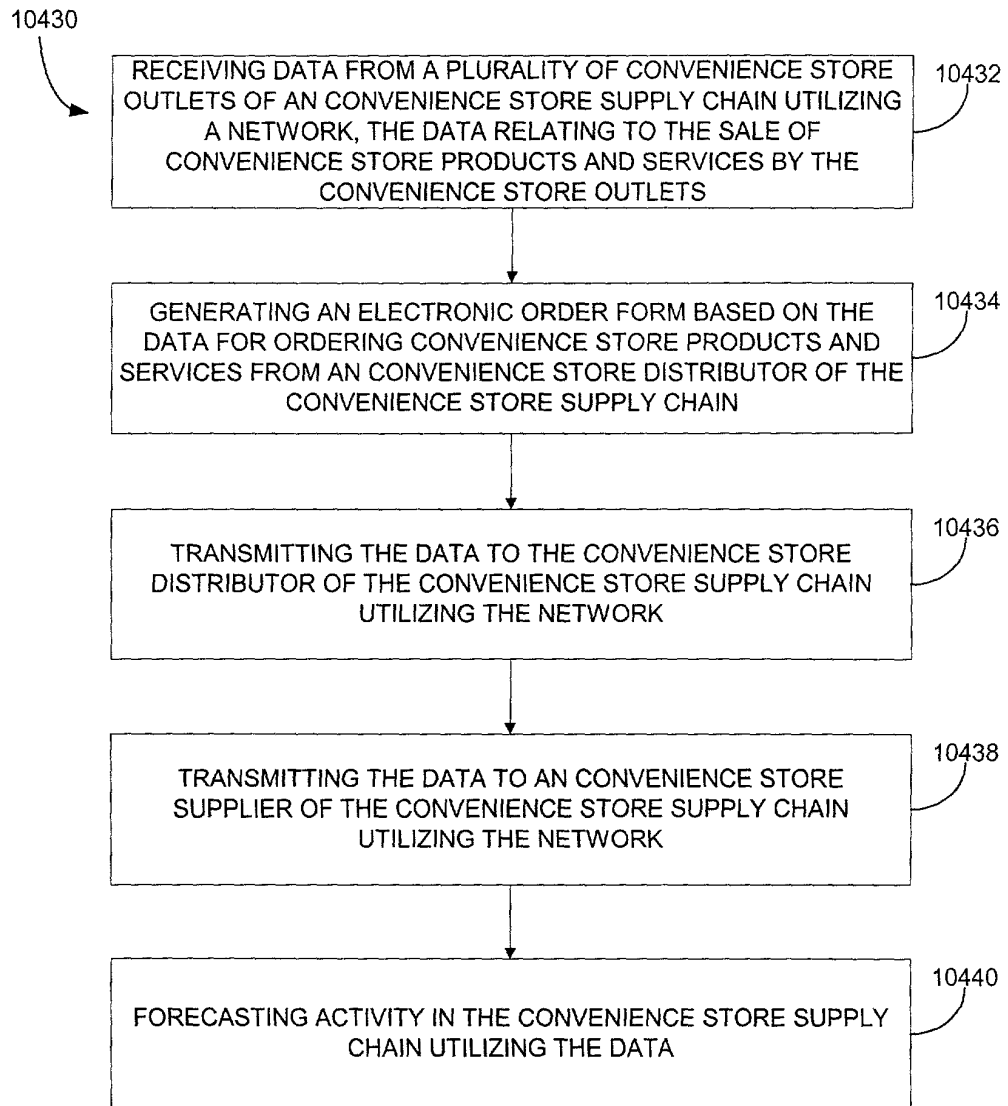 10430
RECEIVING DATA FROM A PLURALITY OF CONVENIENCE STORE
OUTLETS OF AN CONVENIENCE STORE SUPPLY CHAIN UTILIZING
A NETWORK, THE DATA RELATING TO THE SALE OF
CONVENIENCE STORE PRODUCTS AND SERVICES BY THE
CONVENIENCE STORE OUTLETS
10432
GENERATING AN ELECTRONIC ORDER FORM BASED ON THE
DATA FOR ORDERING CONVENIENCE STORE PRODUCTS AND
SERVICES FROM AN CONVENIENCE STORE DISTRIBUTOR OF THE
CONVENIENCE STORE SUPPLY CHAIN
10434
TRANSMITTING THE DATA TO THE CONVENIENCE STORE
DISTRIBUTOR OF THE CONVENIENCE STORE SUPPLY CHAIN
UTILIZING THE NETWORK
10436
TRANSMITTING THE DATA TO AN CONVENIENCE STORE
SUPPLIER OF THE CONVENIENCE STORE SUPPLY CHAIN
UTILIZING THE NETWORK
10438
FORECASTING ACTIVITY IN THE CONVENIENCE STORE SUPPLY
CHAIN UTILIZING THE DATA
10440